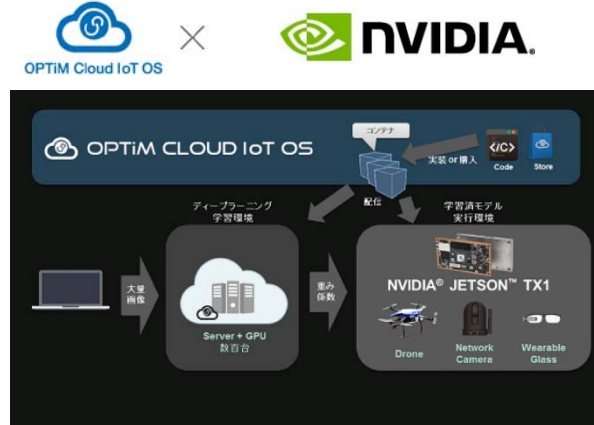 OPTiM Cloud IoT OS
×
NVIDIA.
OPTiM CLOUD IoT OS
コンテナ
実装 or 購入
</C>
Code
Store
配信
ディープラーニング
学習環境
学習済モデル
実行環境
大量
画像
Server + GPU
数百台
重み
係数
NVIDIA® JETSON™ TX1
Drone
Network
Camera
Wearable
Glass